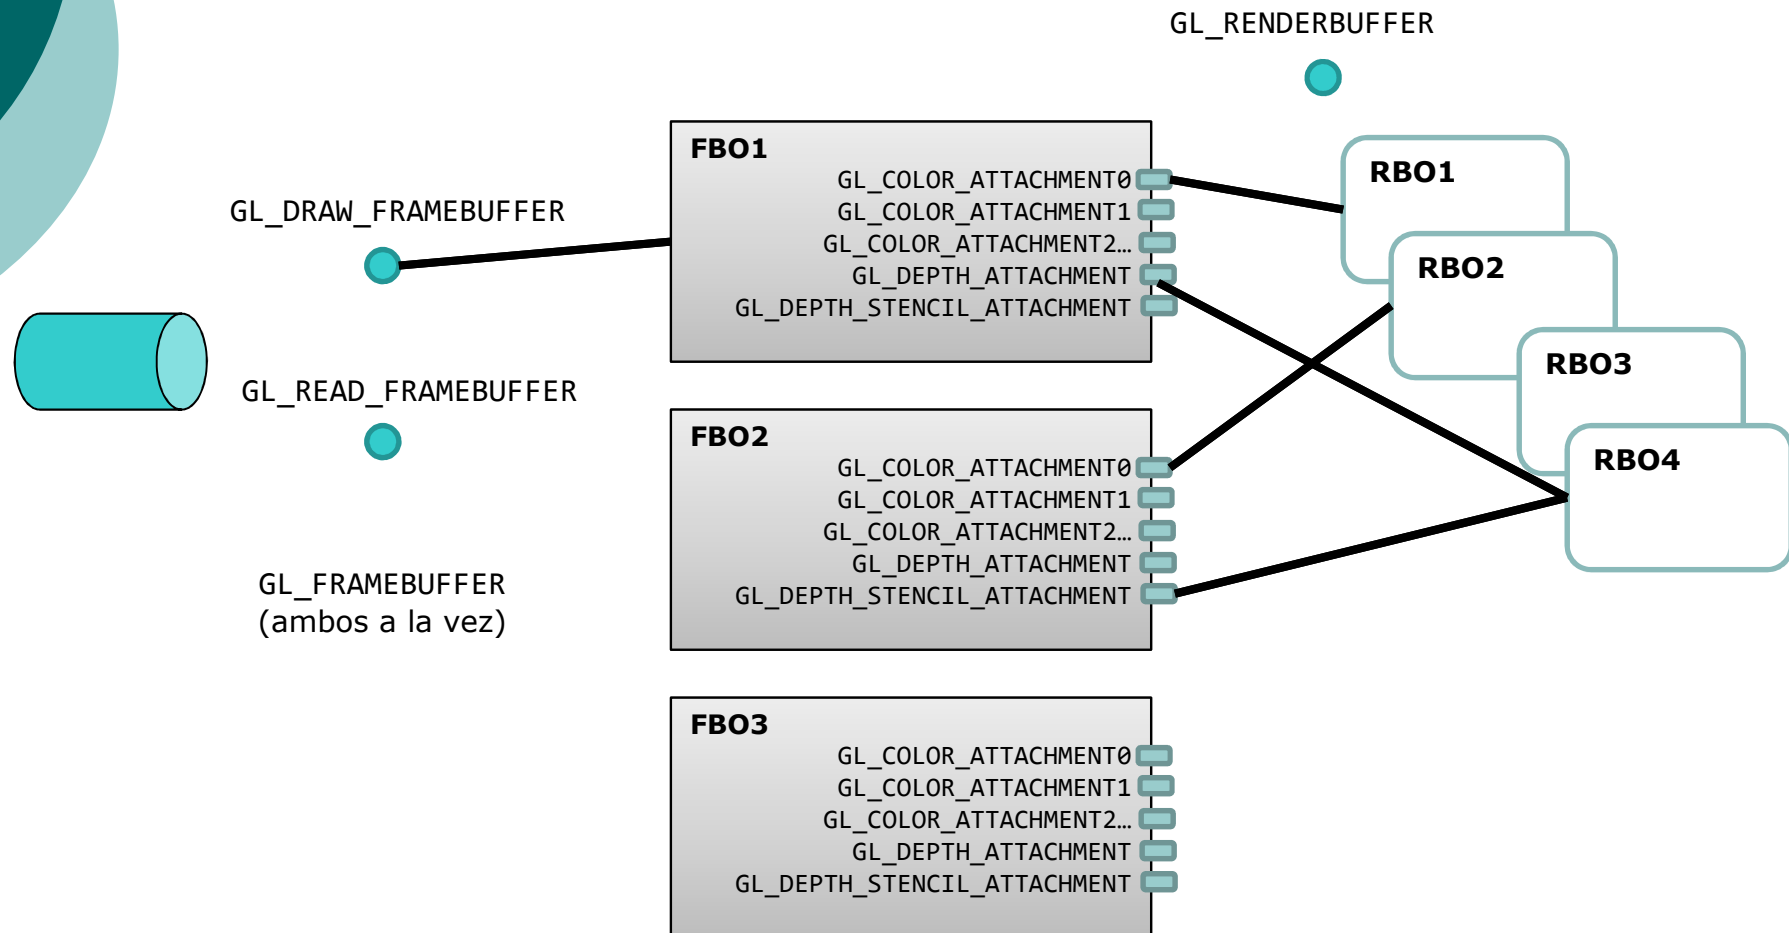 GL_RENDERBUFFER
GL_DRAW_FRAMEBUFFER
GL_READ_FRAMEBUFFER
GL_FRAMEBUFFER
(ambos a la vez)
FBO1
GL_COLOR_ATTACHMENT0
GL_COLOR_ATTACHMENT1
GL_COLOR_ATTACHMENT2…
GL_DEPTH_ATTACHMENT
GL_DEPTH_STENCIL_ATTACHMENT
FBO2
GL_COLOR_ATTACHMENT0
GL_COLOR_ATTACHMENT1
GL_COLOR_ATTACHMENT2…
GL_DEPTH_ATTACHMENT
GL_DEPTH_STENCIL_ATTACHMENT
FBO3
GL_COLOR_ATTACHMENT0
GL_COLOR_ATTACHMENT1
GL_COLOR_ATTACHMENT2…
GL_DEPTH_ATTACHMENT
GL_DEPTH_STENCIL_ATTACHMENT
RBO1
RBO2
RBO3
RBO4